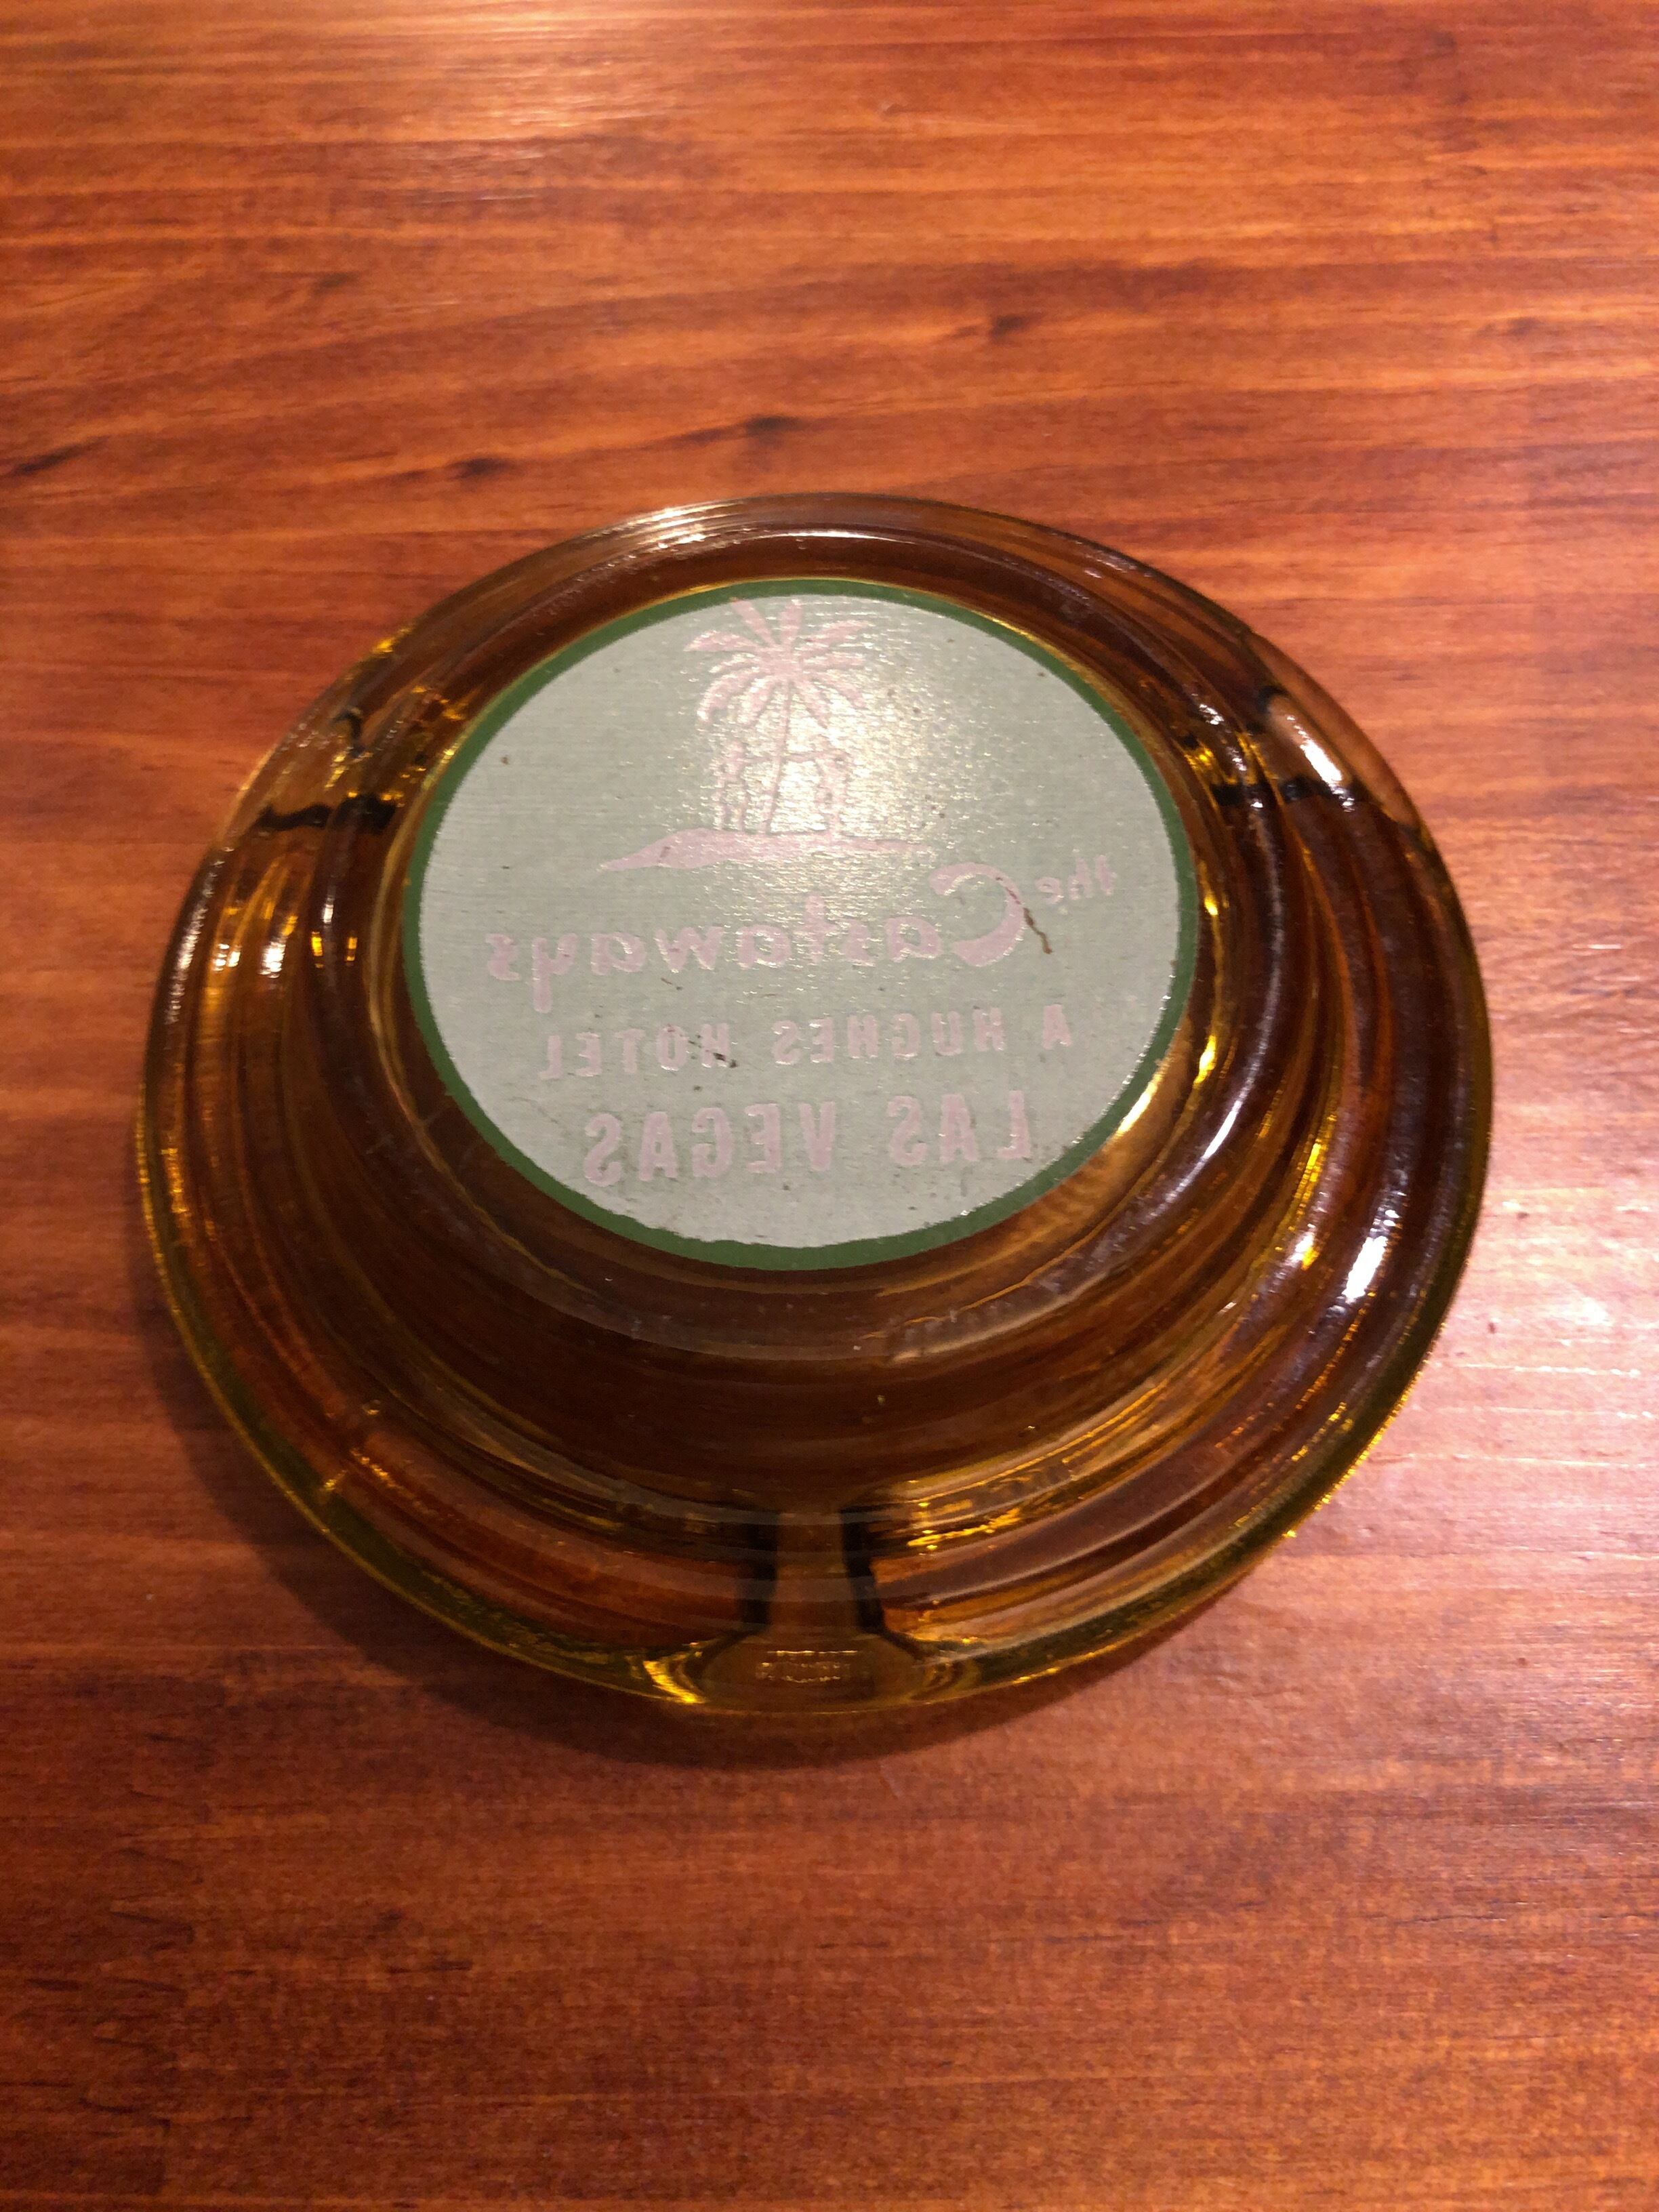 the Castaways
A HUGHES HOTEL
LAS VEGAS